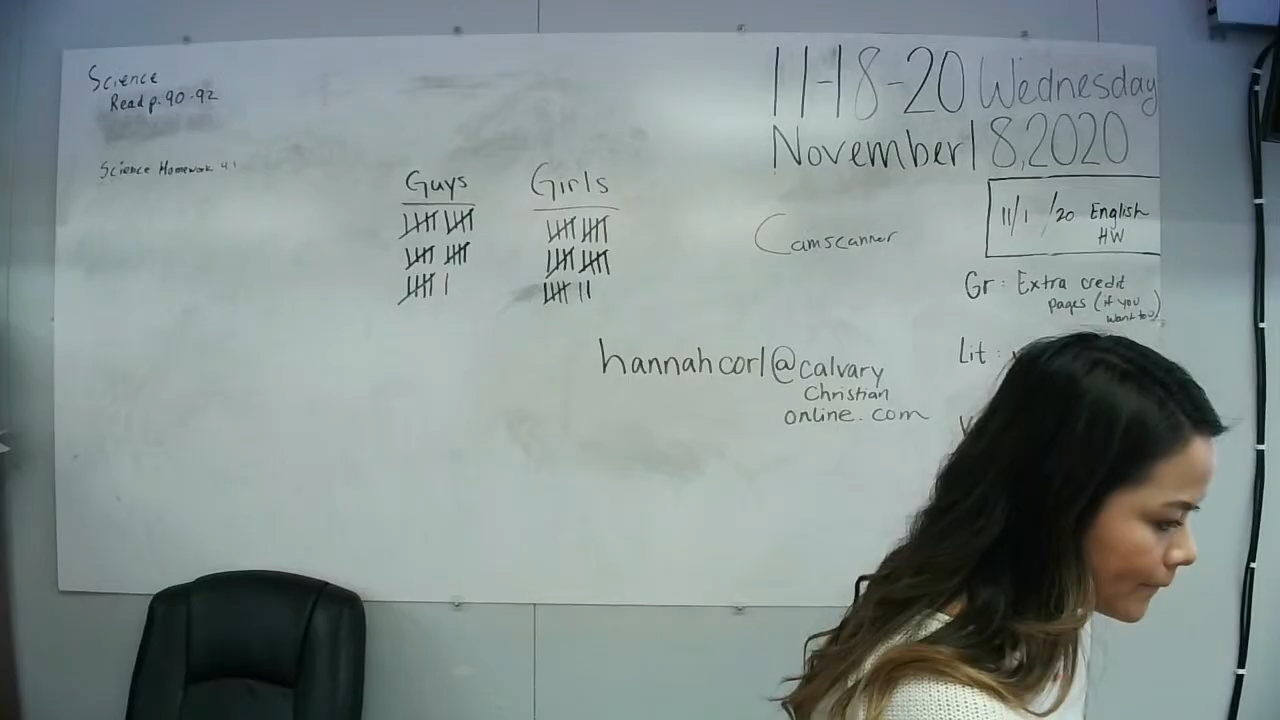 Science
Read p. 90-92
Science Homework 4.1
Guys
Girls
11-18-20 Wednesday
November 18, 2020
11/1 /20 English
HW
Camscanner
Gr: Extra credit
pages (if you
want to)
hannahcorl@calvary
Christian
online.com
Lit: